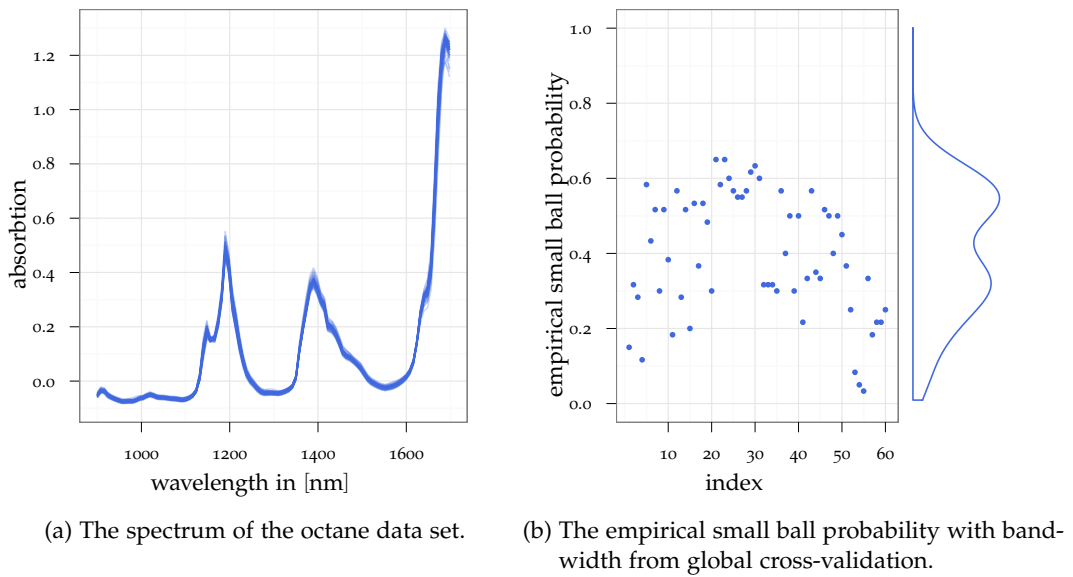 1.2
1.0
0.8
0.6
0.4
0.2
0.0
absorbtion
1000 1200 1400 1600
wavelength in [nm]
1.0
0.8
0.6
0.4
0.2
0.0
empirical small ball probability
10 20 30 40 50 60
index
(a) The spectrum of the octane data set.
(b) The empirical small ball probability with band-
width from global cross-validation.